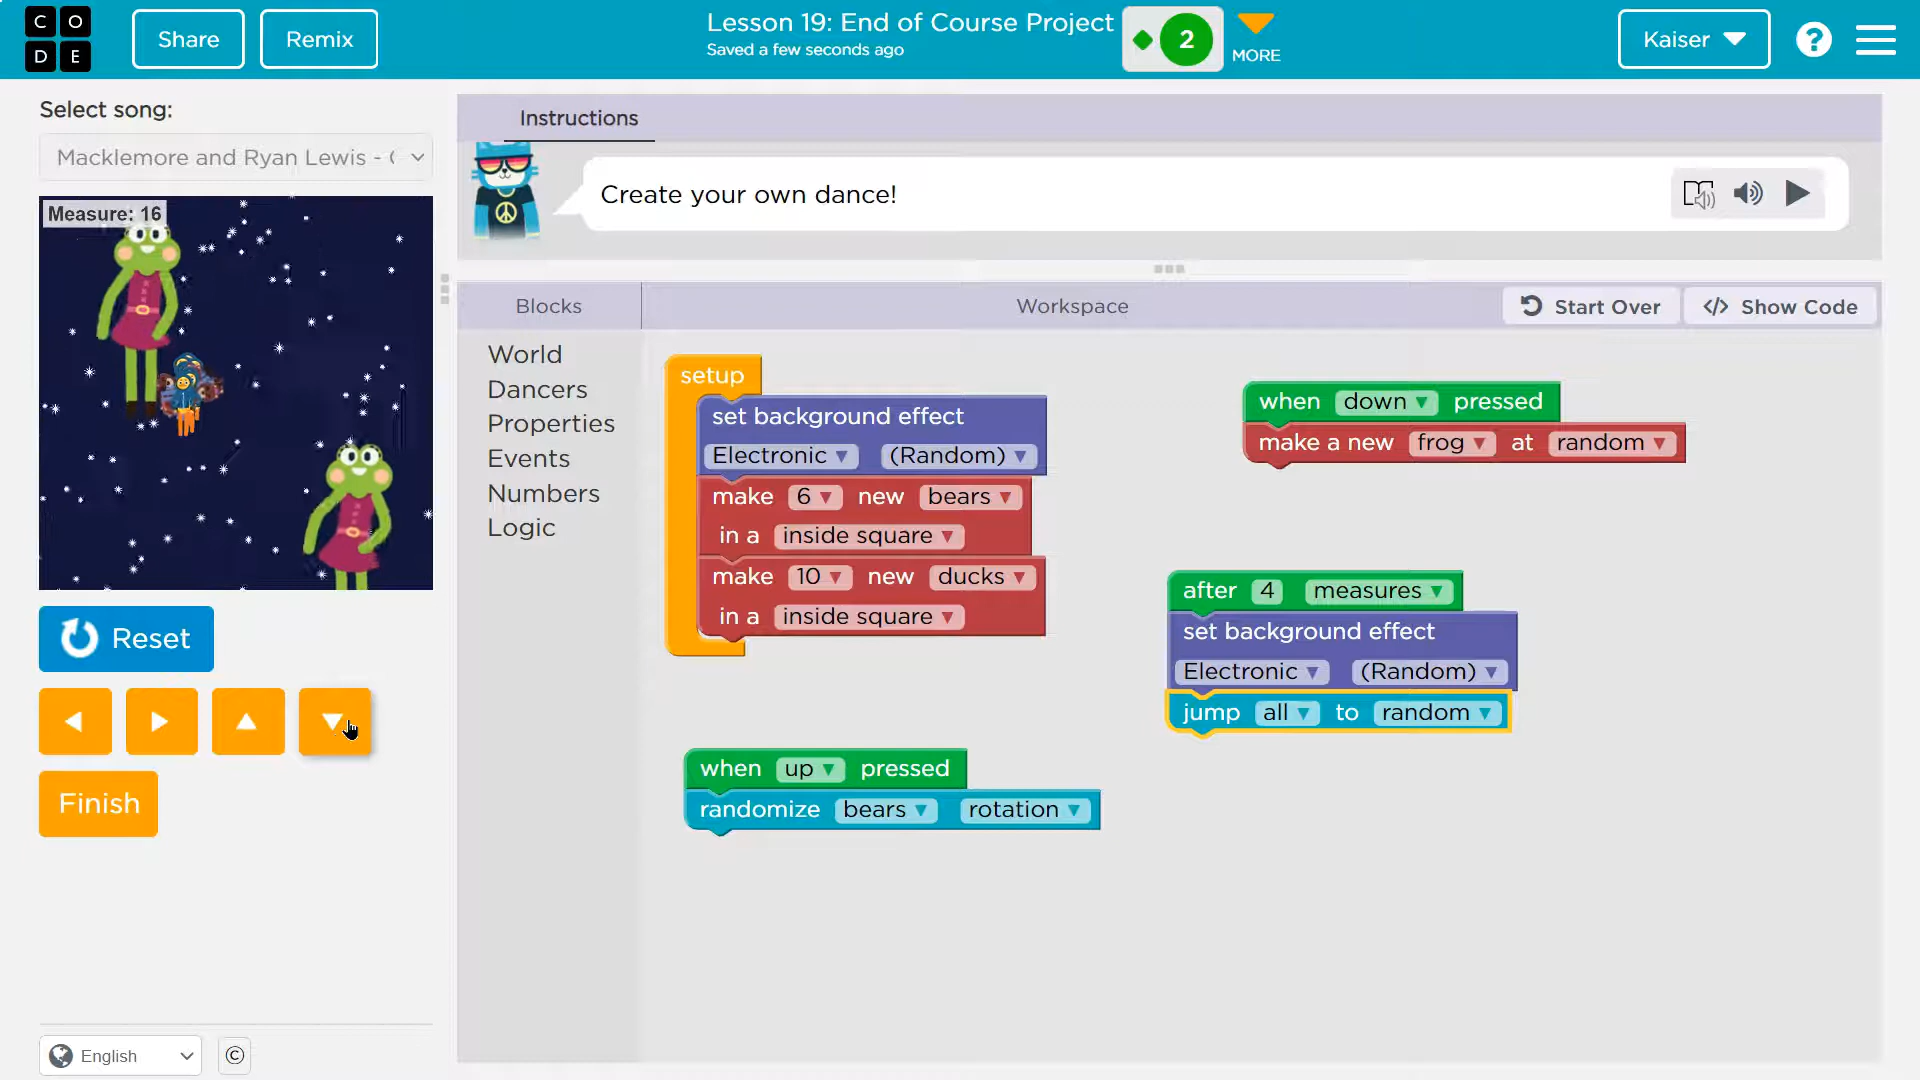 C O
D E
Share
Remix
Lesson 19: End of Course Project
Saved a few seconds ago
2
MORE
Kaiser
?
Select song:
Macklemore and Ryan Lewis - (
Measure: 16
Reset
Finish
English
©
Instructions
Create your own dance!
Blocks
Workspace
Start Over
</> Show Code
World
Dancers
Properties
Events
Numbers
Logic
setup
set background effect
Electronic (Random)
make 6 new bears
in a inside square
make 10 new ducks
in a inside square
when down pressed
make a new frog at random
after 4 measures
set background effect
Electronic (Random)
jump all to random
when up pressed
randomize bears rotation